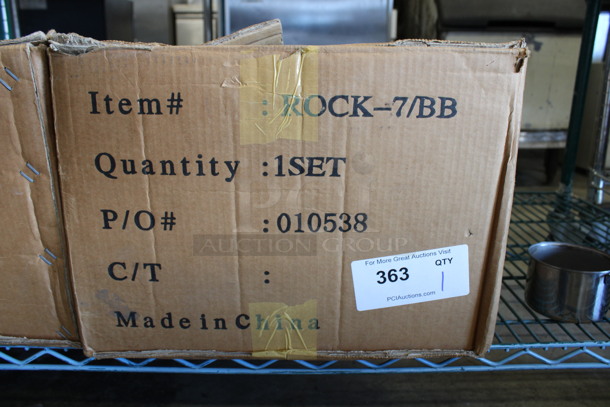 Item# : ROCK-7/BB
Quantity :1SET
P/O# :010538
AUCTION GROUP
C/T :
Made in China
For More Great Auctions Visit
363 QTY 1
PCIAuctions.com